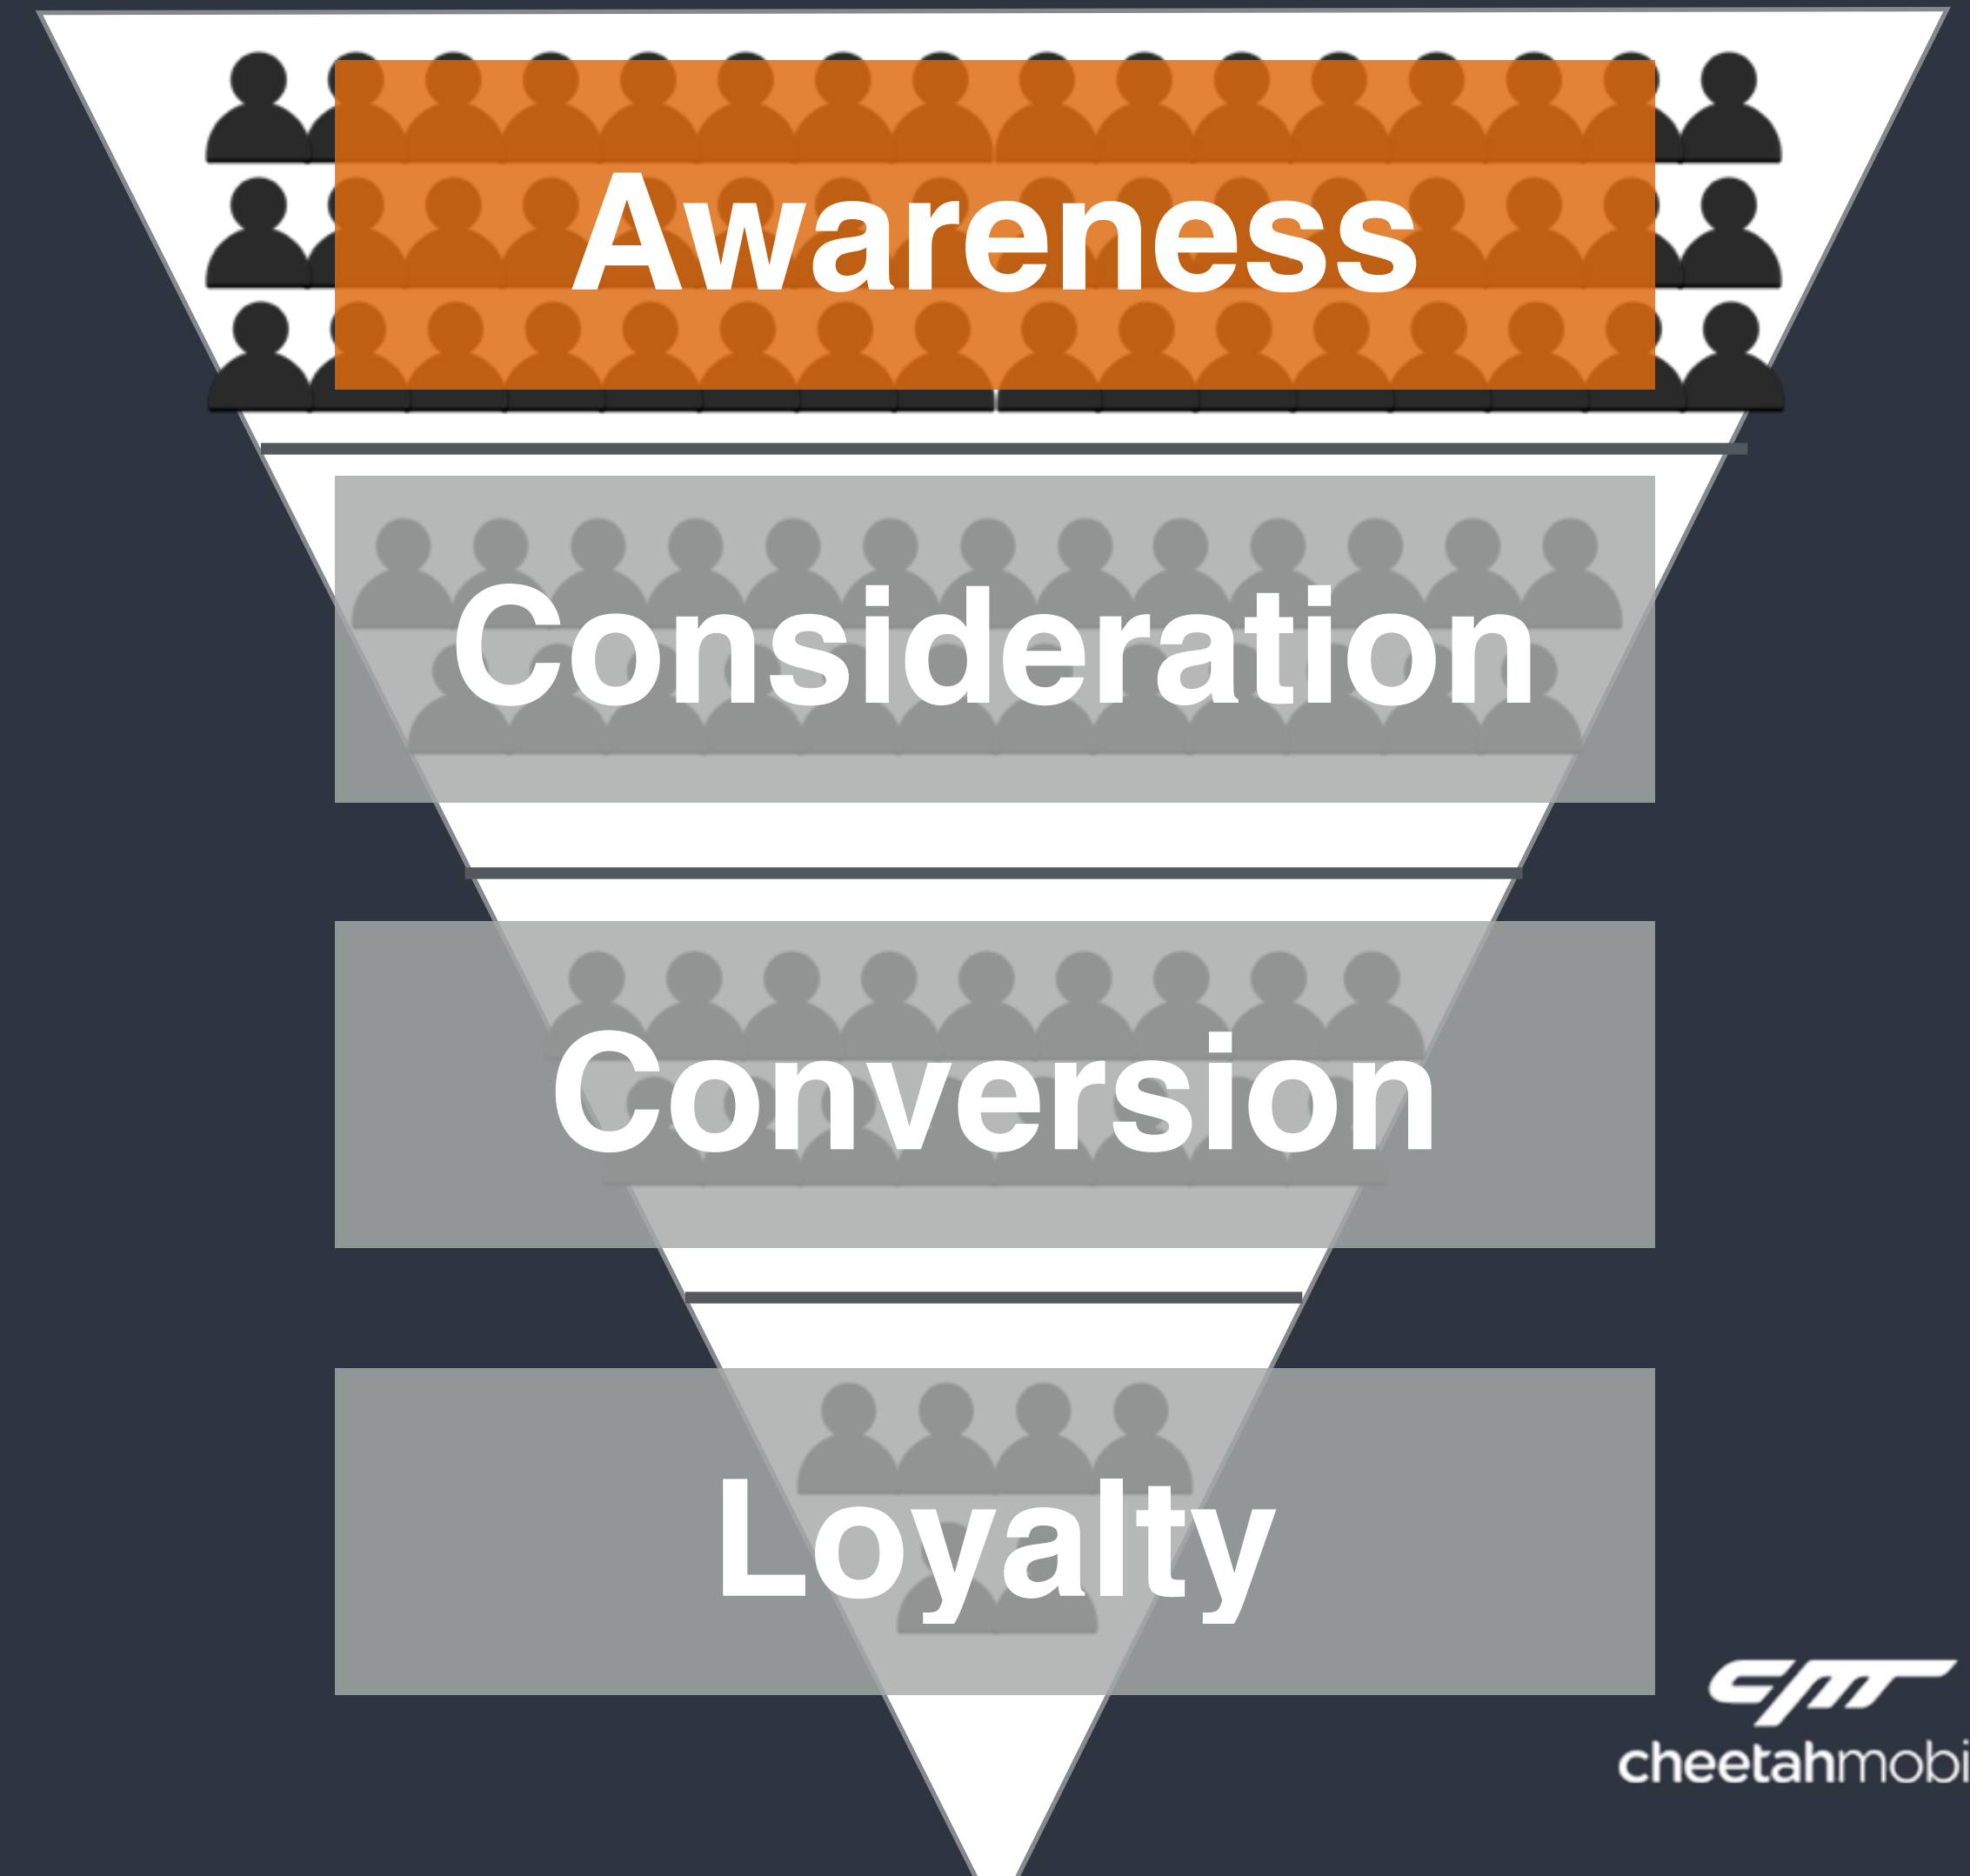 Awareness
Consideration
Conversion
Loyalty
cheetahmobi